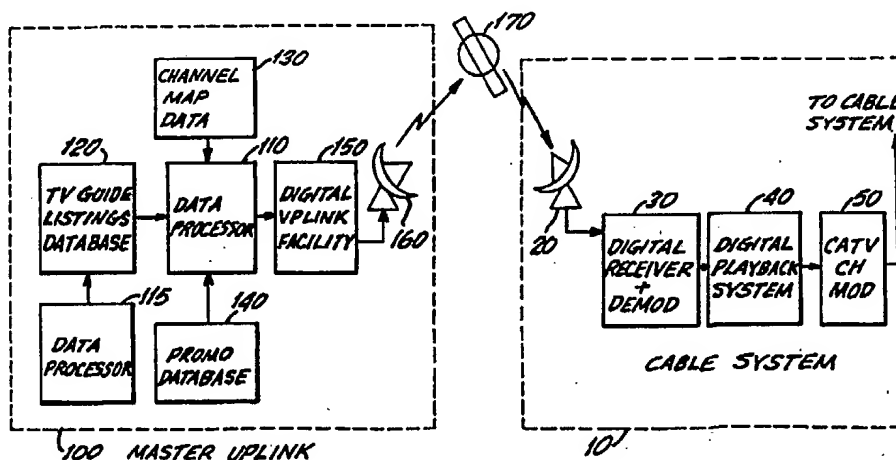 170
130
CHANNEL
MAP
DATA
TO CABLE
SYSTEM
120
110
150
TV GUIDE
LISTINGS
DATABASE
DATA
PROCESSOR
DIGITAL
UPLINK
FACILITY
160
20
30
40
50
DIGITAL
RECEIVER
+
DEMOD
DIGITAL
PLAYBACK
SYSTEM
CATV
CH
MOD
115
140
DATA
PROCESSOR
PROMO
DATABASE
CABLE SYSTEM
100 MASTER UPLINK
10